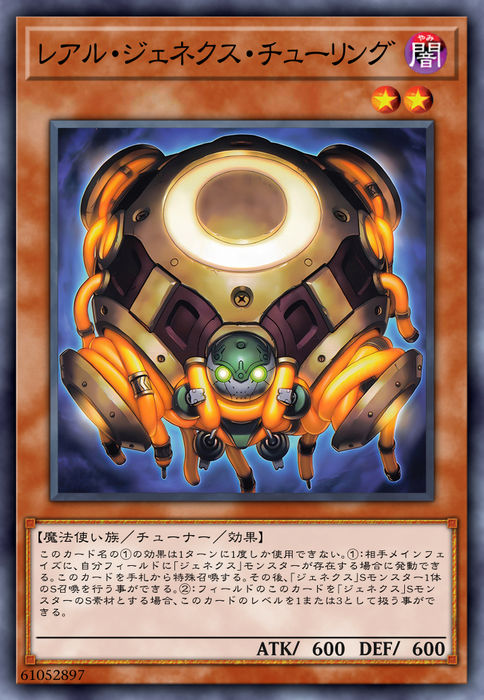 レアル・ジェネクス・チューリング
やみ
闇
【魔法使い族／チューナー／効果】
このカード名の①の効果は1ターンに1度しか使用できない。①：相手メインフェ
イズに、自分フィールドに「ジェネクス」モンスターが存在する場合に発動でき
る。このカードを手札から特殊召喚する。その後、「ジェネクス」Sモンスター1体
のS召喚を行う事ができる。②：フィールドのこのカードを「ジェネクス」Sモン
スターのS素材とする場合、このカードのレベルを1または3として扱う事がで
きる。
ATK/ 600 DEF/ 600
61052897